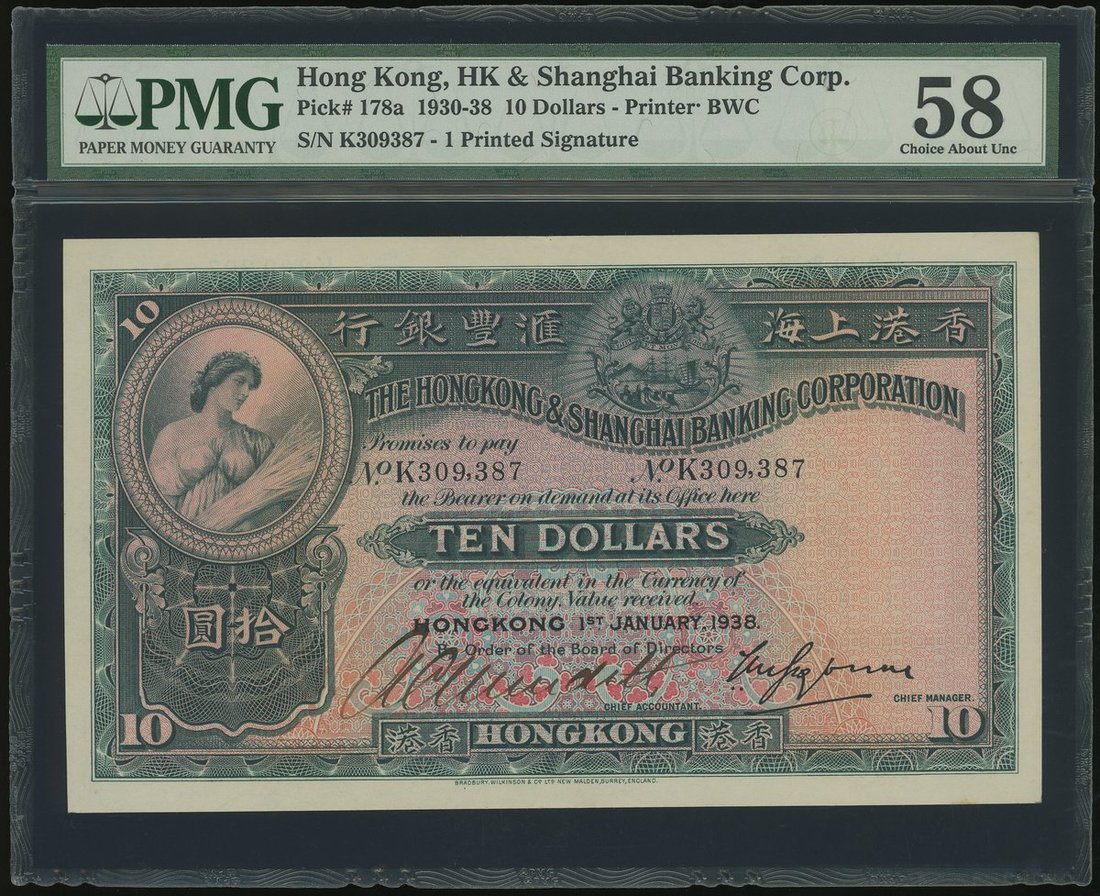 PMG
PAPER MONEY GUARANTY
Hong Kong, HK & Shanghai Banking Corp.
Pick# 178a 1930-38 10 Dollars - Printer: BWC
S/N K309387 - 1 Printed Signature
58
Choice About Unc
10
行銀豐滙 海上港香
THE HONGKONG & SHANGHAI BANKING CORPORATION
Promises to pay
No. K309,387 No. K309,387
the Bearer on demand at its Office here
TEN DOLLARS
or the equivalent in the Currency of
the Colony, Value received.
圓拾
HONGKONG 1ST JANUARY, 1938.
By Order of the Board of Directors
CHIEF ACCOUNTANT.
CHIEF MANAGER.
10 港香 HONGKONG 港香 10
BRADBURY, WILKINSON & Co LTD NEW MALDEN, SURREY, ENGLAND.